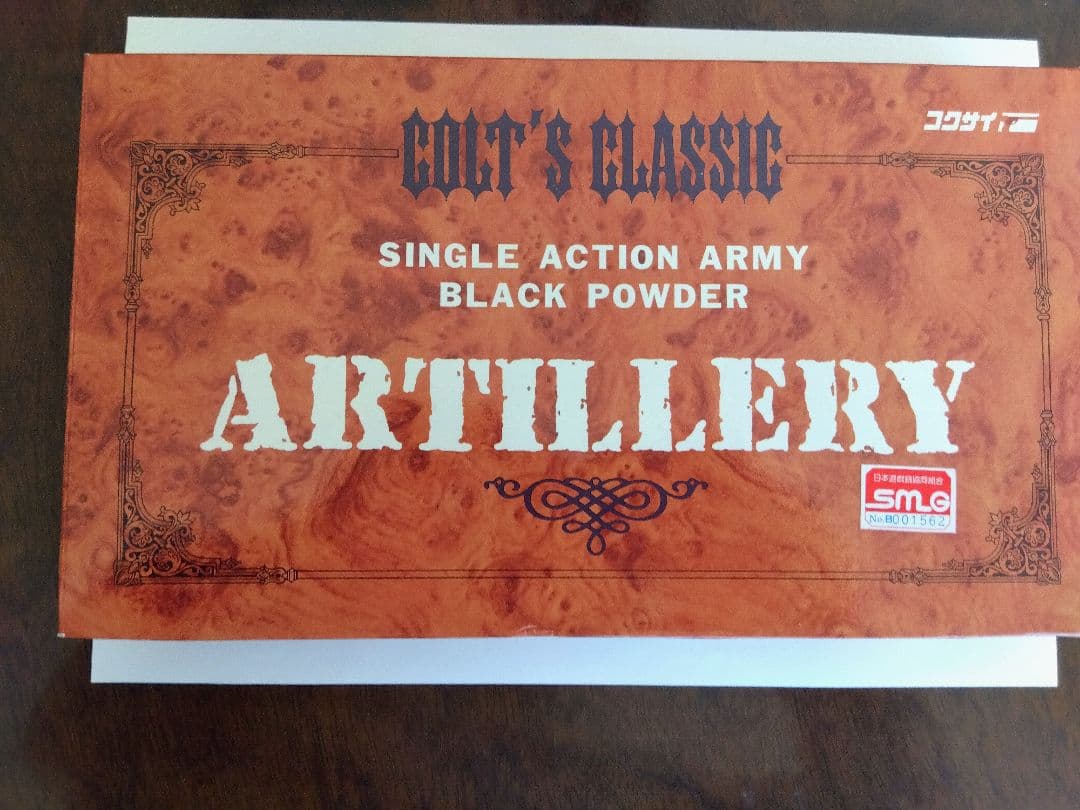 COLT'S CLASSIC
コクサイ
SINGLE ACTION ARMY
BLACK POWDER
ARTILLERY
日本遊戯銃協同組合
SMG
No.B001562